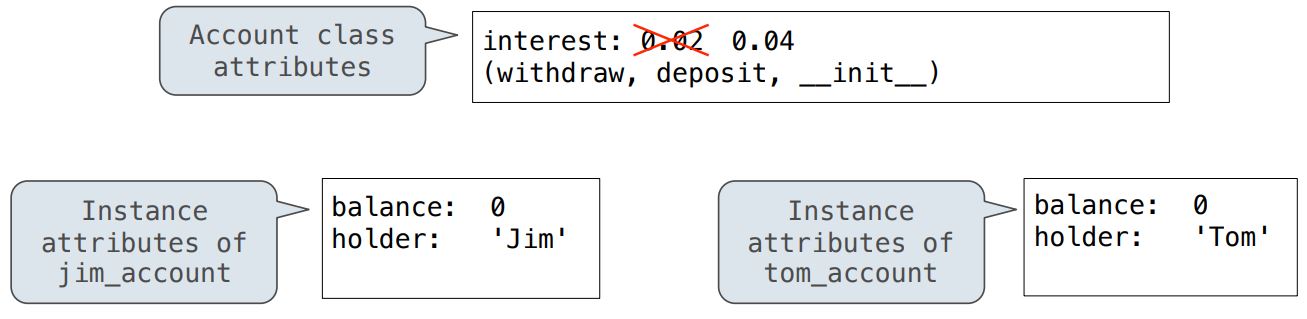 Account class
attributes
interest: 0.02 0.04
(withdraw, deposit, __init__)
Instance
attributes of
jim_account
balance: 0
holder: 'Jim'
Instance
attributes of
tom_account
balance: 0
holder: 'Tom'